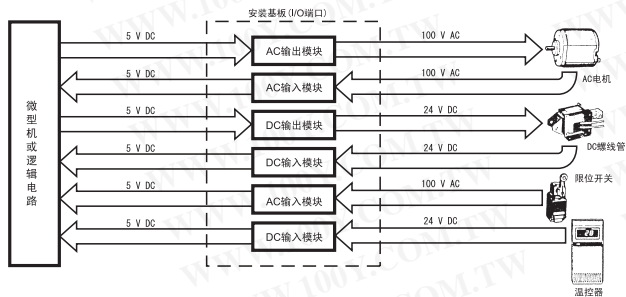 安装基板(I/O端口)
5 V DC
AC输出模块
100 V AC
5 V DC
AC输入模块
100 V AC
AC电机
5 V DC
DC输出模块
24 V DC
5 V DC
DC输入模块
24 V DC
DC螺线管
微型机或逻辑电路
5 V DC
AC输入模块
100 V AC
限位开关
5 V DC
DC输入模块
24 V DC
温控器
WWW.100Y.COM.TW